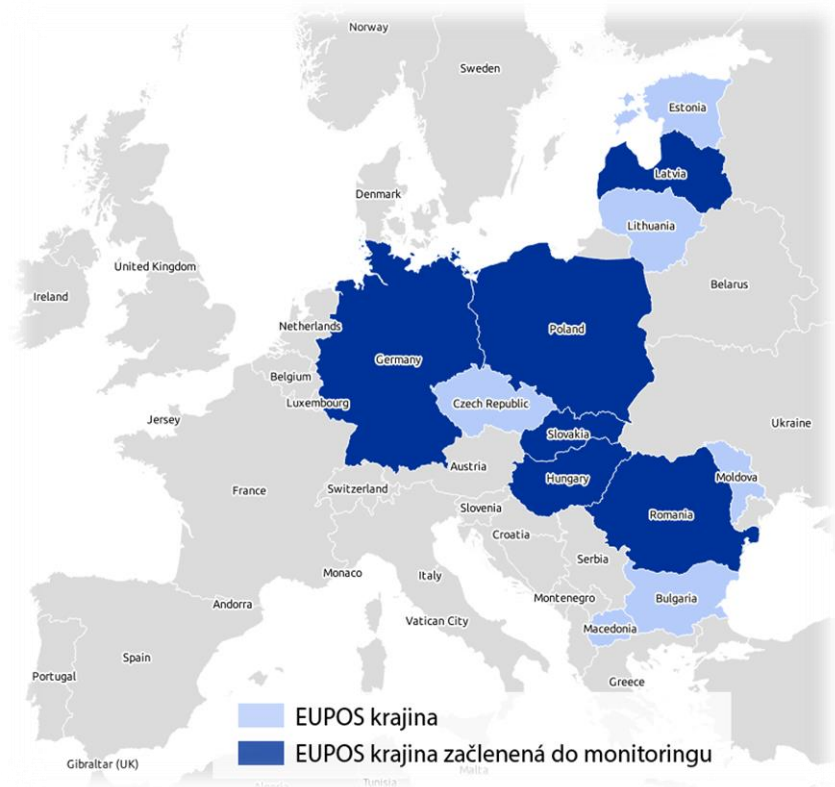 Norway
Sweden
Estonia
Latvia
Denmark
Lithuania
United Kingdom
Ireland
Belarus
Netherlands
Poland
Germany
Belgium
Luxembourg
Czech Republic
Jersey
Ukraine
Slovakia
Austria
Hungary
Moldova
France
Switzerland
Slovenia
Romania
Croatia
Serbia
Monaco
Italy
Andorra
Montenegro
Bulgaria
Vatican City
Macedonia
Spain
Portugal
Greece
EUPOS krajina
EUPOS krajina začlenená do monitoringu
Gibraltar (UK)
Malta
Tunisia